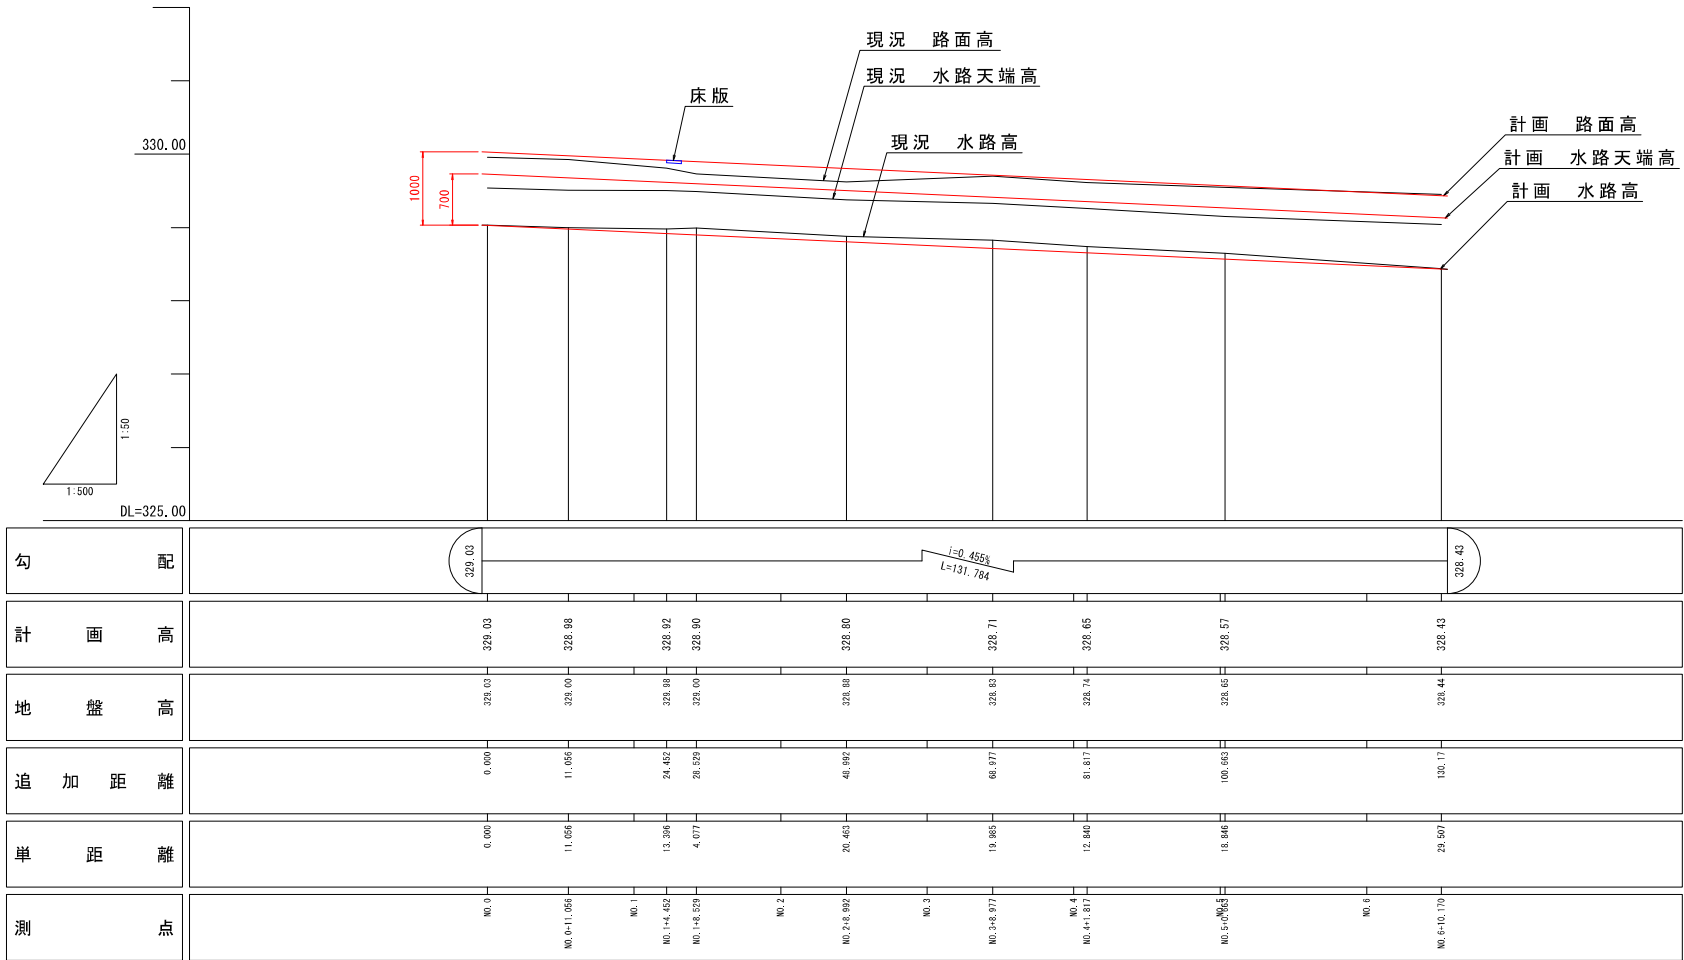 現況　路面高
現況　水路天端高
床版
計画　路面高
330.00
現況　水路高
計画　水路天端高
計画　水路高
1000
700
1:50
1:500
DL=325.00
勾配
329.03
i=0.455%
L=131.784
328.43
計画高
329.03
328.98
328.92
328.90
328.80
328.71
328.65
328.57
328.43
地盤高
329.03
329.00
329.98
329.00
328.88
328.83
328.74
328.65
328.44
追加距離
0.000
11.056
24.452
28.529
48.992
68.977
81.817
100.663
130.17
単距離
0.000
11.056
13.396
4.077
20.463
19.985
12.840
18.846
29.507
測点
NO.0
NO.0+11.056
NO.1
NO.1+4.452
NO.1+8.529
NO.2
NO.2+8.992
NO.3
NO.3+8.977
NO.4
NO.4+1.817
NO.5
NO.5+0.663
NO.6
NO.6+10.170